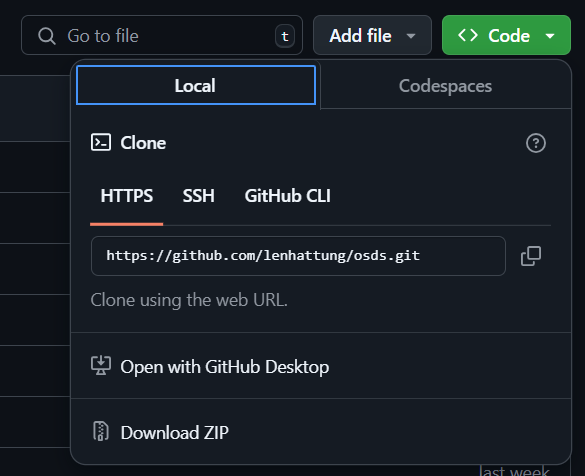 Go to file t Add file Code
Local Codespaces
Clone
HTTPS SSH GitHub CLI
https://github.com/lenhattung/osds.git
Clone using the web URL.
Open with GitHub Desktop
Download ZIP
last week